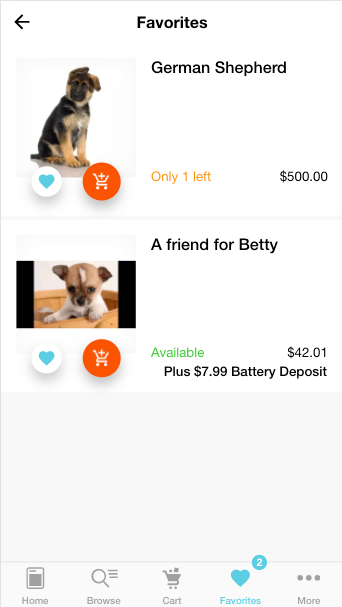 Favorites
German Shepherd
Only 1 left $500.00
A friend for Betty
Available $42.01
Plus $7.99 Battery Deposit
2
Home Browse Cart Favorites More